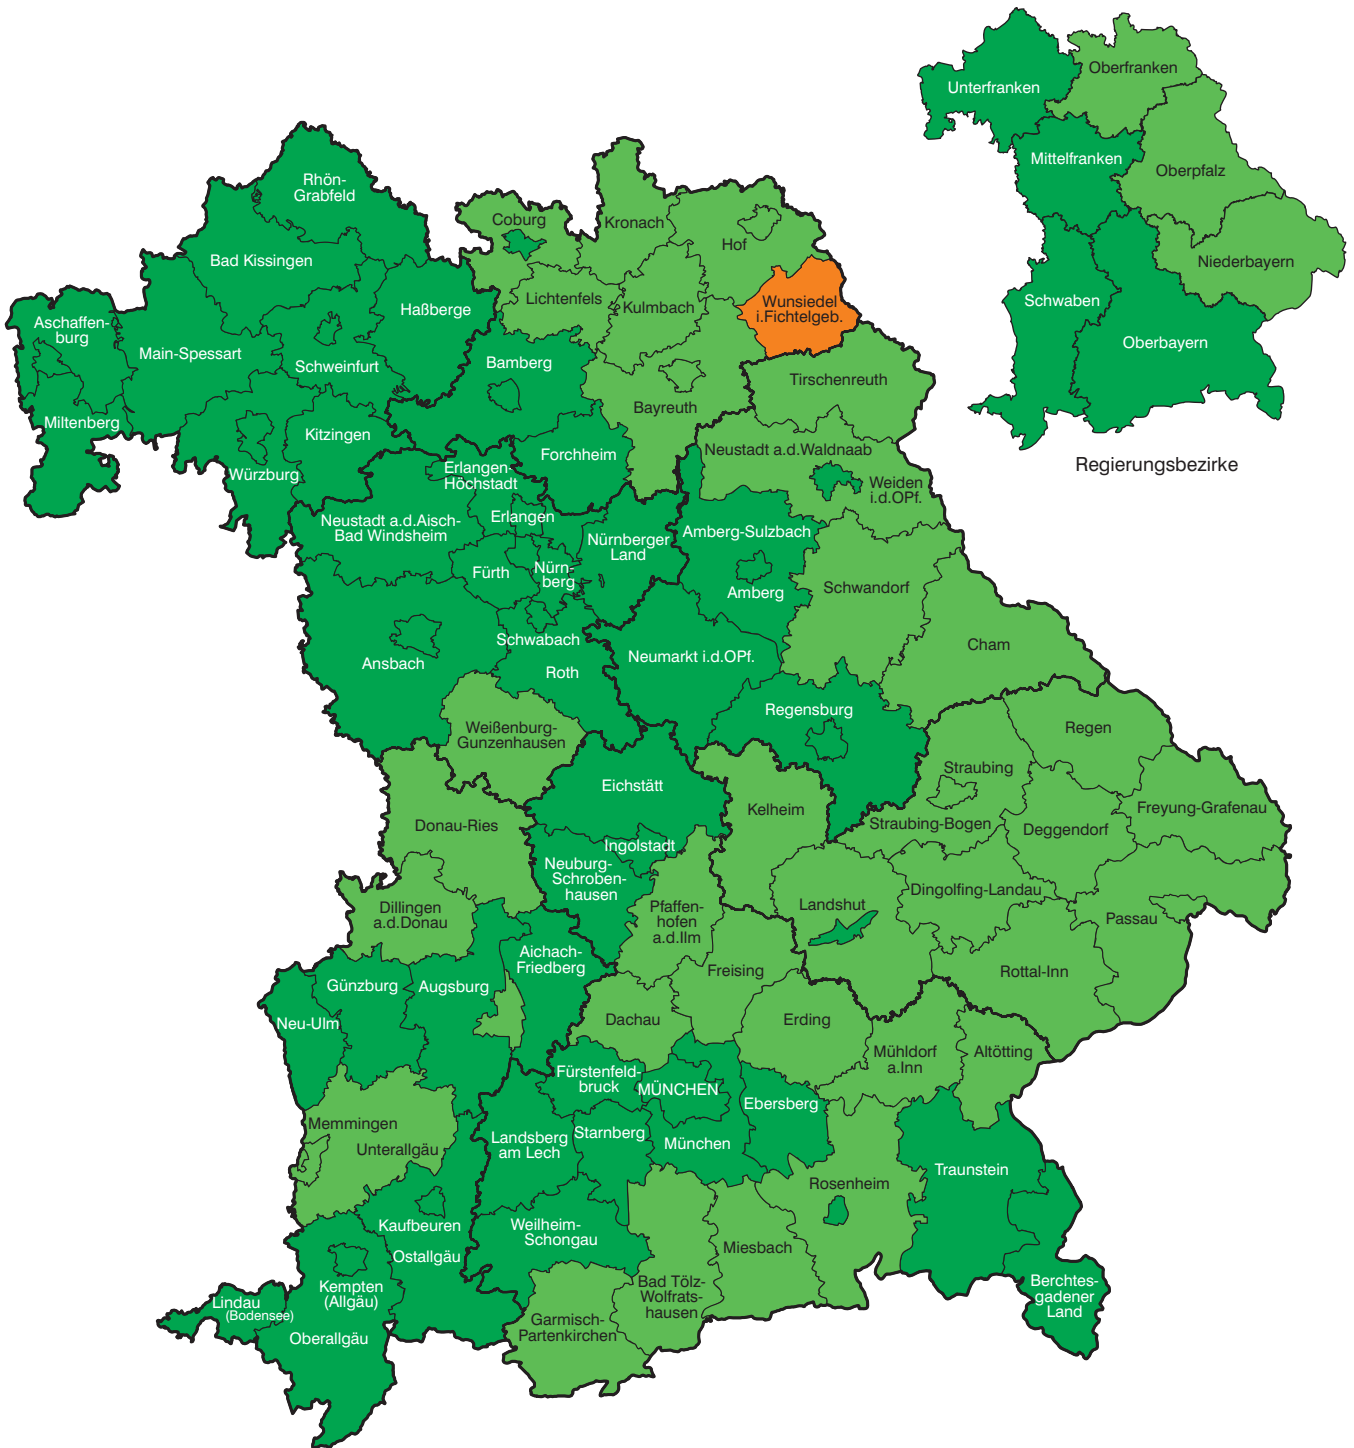 Unterfranken
Oberfranken
Mittelfranken
Oberpfalz
Niederbayern
Schwaben
Oberbayern
Regierungsbezirke
Rhön-
Grabfeld
Bad Kissingen
Haßberge
Aschaffen-
burg
Main-Spessart
Schweinfurt
Miltenberg
Kitzingen
Würzburg
Coburg
Kronach
Hof
Lichtenfels
Kulmbach
Wunsiedel
i.Fichtelgeb.
Bamberg
Bayreuth
Forchheim
Tirschenreuth
Neustadt a.d.Waldnaab
Weiden
i.d.OPf.
Erlangen-
Höchstadt
Neustadt a.d.Aisch-
Bad Windsheim
Erlangen
Nürnberger
Land
Fürth
Nürn-
berg
Amberg-Sulzbach
Amberg
Schwandorf
Cham
Schwabach
Roth
Ansbach
Neumarkt i.d.OPf.
Regensburg
Weißenburg-
Gunzenhausen
Regen
Straubing
Freyung-Grafenau
Straubing-Bogen
Deggendorf
Eichstätt
Kelheim
Donau-Ries
Ingolstadt
Neuburg-
Schroben-
hausen
Dingolfing-Landau
Landshut
Passau
Rottal-Inn
Dillingen
a.d.Donau
Pfaffen-
hofen
a.d.Ilm
Aichach-
Friedberg
Freising
Günzburg
Augsburg
Neu-Ulm
Dachau
Erding
Mühldorf
a.Inn
Altötting
Fürstenfeld-
bruck
MÜNCHEN
Ebersberg
Memmingen
Unterallgäu
Landsberg
am Lech
Starnberg
München
Traunstein
Rosenheim
Kaufbeuren
Ostallgäu
Weilheim-
Schongau
Miesbach
Bad Tölz-
Wolfrats-
hausen
Berchtes-
gadener
Land
Kempten
(Allgäu)
Lindau
(Bodensee)
Oberallgäu
Garmisch-
Partenkirchen